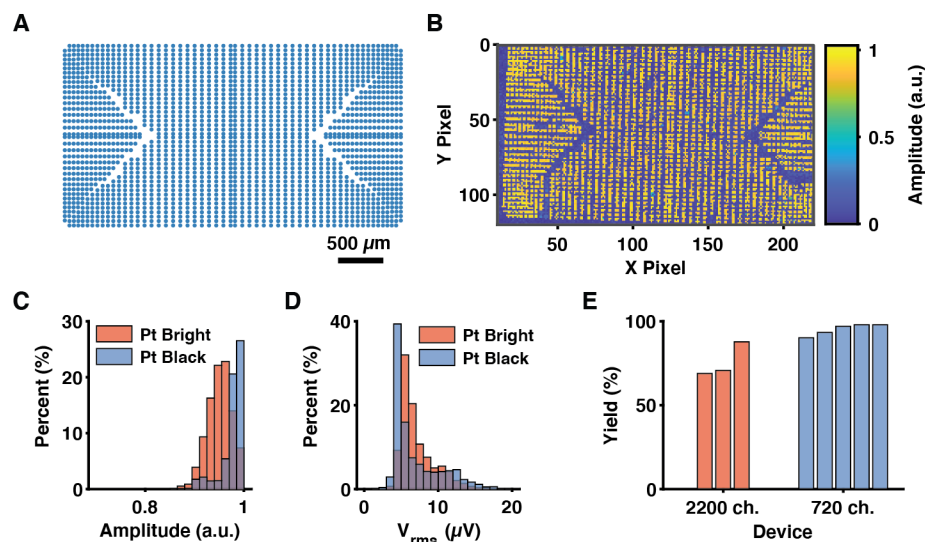 A
500 µm
B
0
50
100
Y Pixel
50
100
150
200
X Pixel
1
0.5
0
Amplitude (a.u.)
C
30
20
10
0
Percent (%)
Pt Bright
Pt Black
0.8
1
Amplitude (a.u.)
D
40
20
0
Percent (%)
Pt Bright
Pt Black
0
10
20
V_rms (µV)
E
100
50
0
Yield (%)
2200 ch.
720 ch.
Device